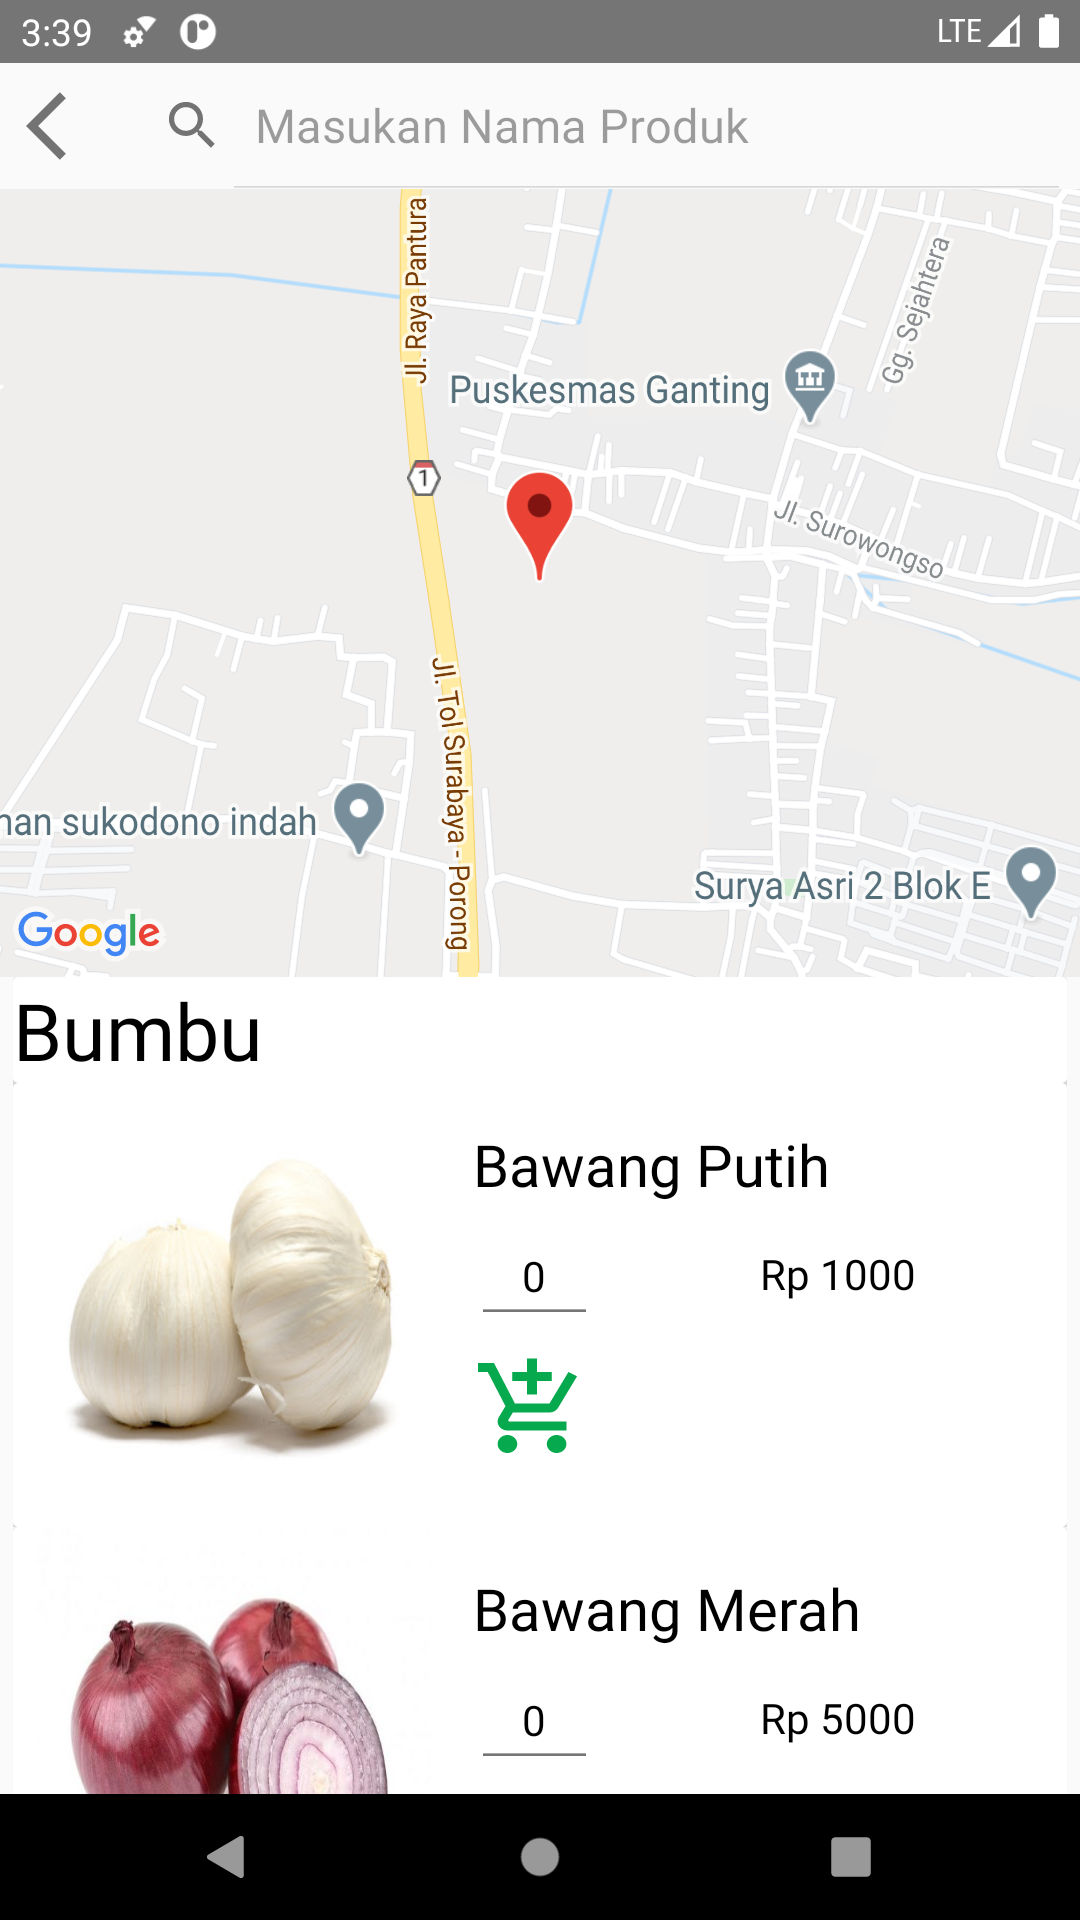 3:39
LTE
Masukan Nama Produk
Jl. Raya Pantura
Gg. Sejahtera
Puskesmas Ganting
1
Jl. Surowongso
Jl. Tol Surabaya - Porong
sukodono indah
Surya Asri 2 Blok E
Google
Bumbu
Bawang Putih
0
Rp 1000
Bawang Merah
0
Rp 5000